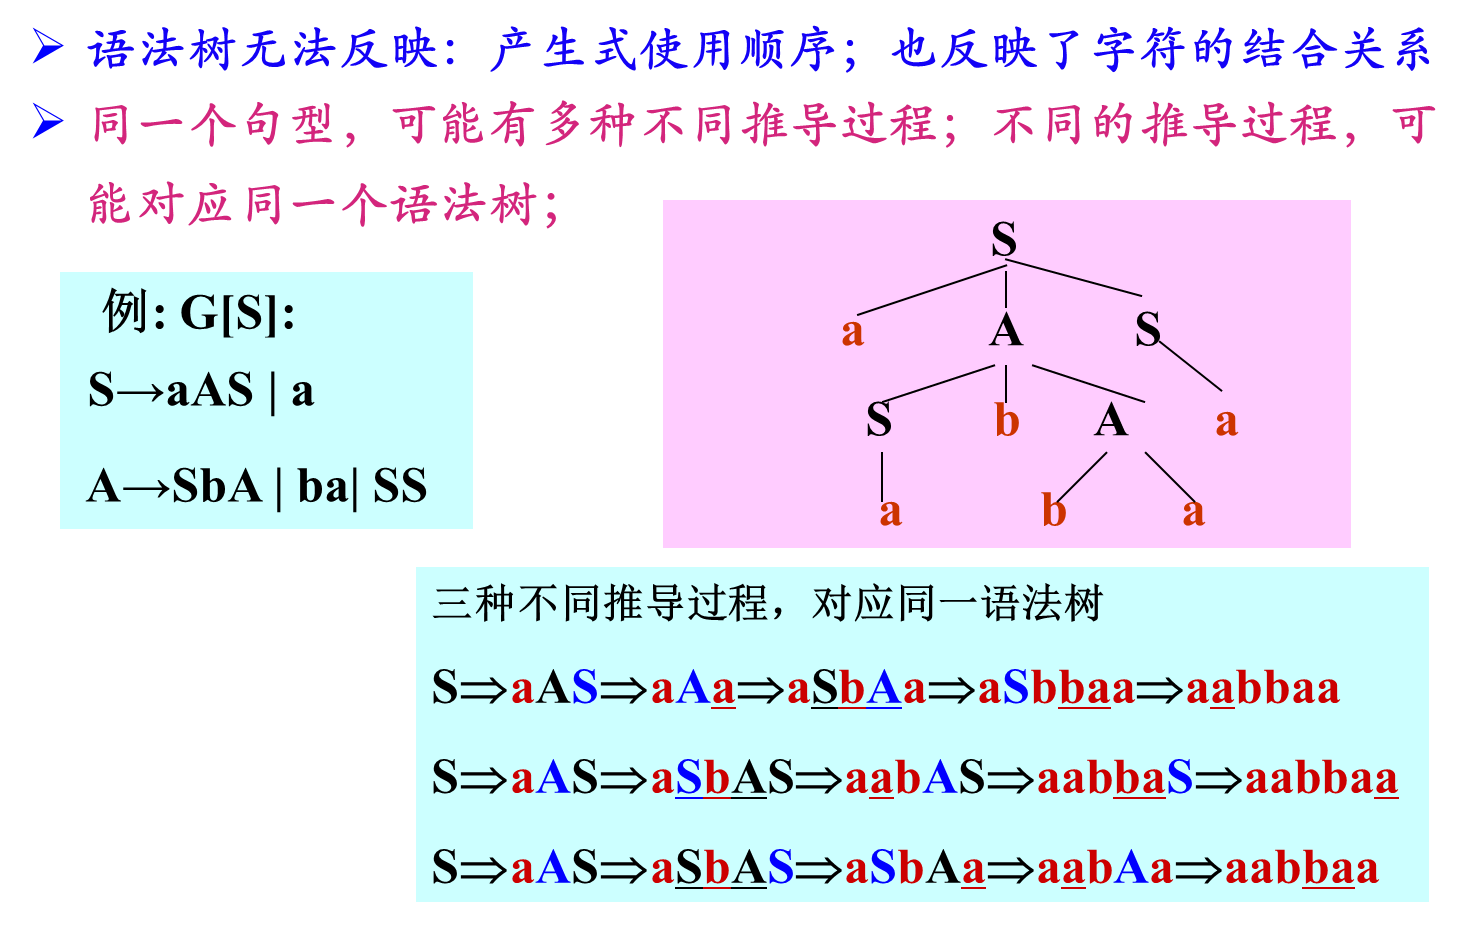 ➢ 语法树无法反映：产生式使用顺序；也反映了字符的结合关系
➢ 同一个句型，可能有多种不同推导过程；不同的推导过程，可
能对应同一个语法树；
例: G[S]:
S→aAS | a
A→SbA | ba| SS
S
a A S
S b A a
a b a
三种不同推导过程，对应同一语法树
S⇒aAS⇒aAa⇒aSbAa⇒aSbbaa⇒aabbaa
S⇒aAS⇒aSbAS⇒aabAS⇒aabbaS⇒aabbaa
S⇒aAS⇒aSbAS⇒aSbAa⇒aabAa⇒aabbaa